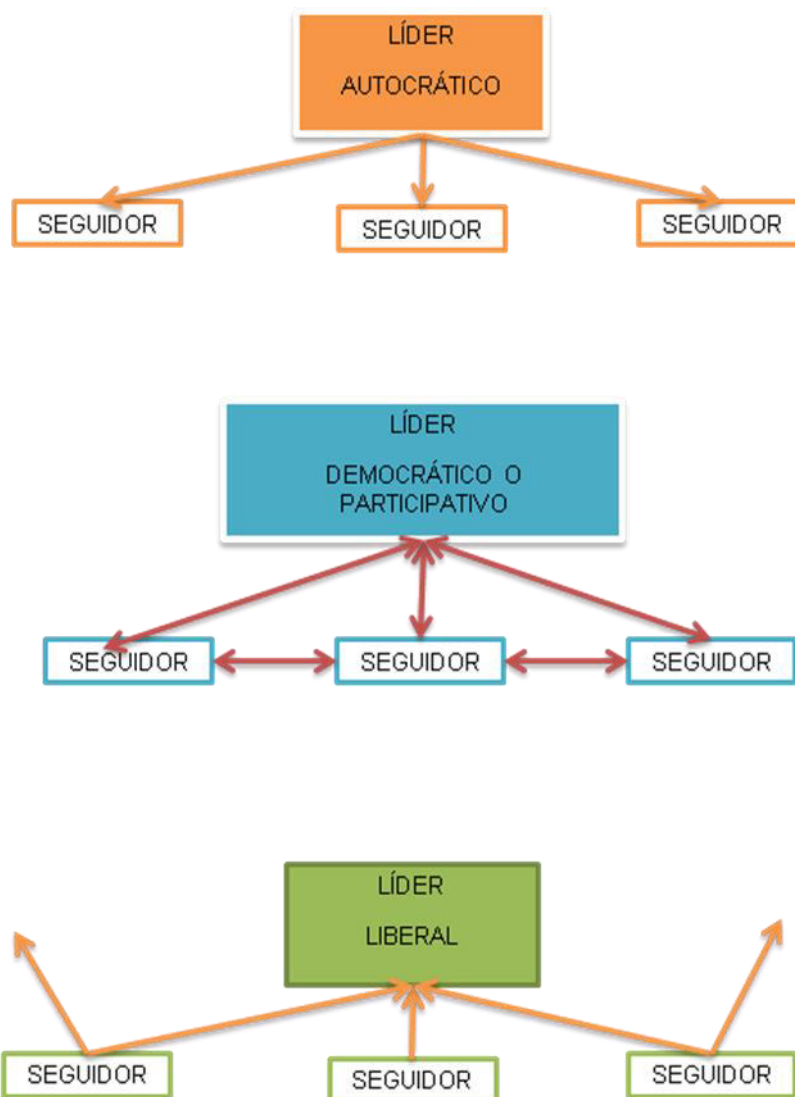 LÍDER
AUTOCRÁTICO
SEGUIDOR
SEGUIDOR
SEGUIDOR
LÍDER
DEMOCRÁTICO O
PARTICIPATIVO
SEGUIDOR
SEGUIDOR
SEGUIDOR
LÍDER
LIBERAL
SEGUIDOR
SEGUIDOR
SEGUIDOR